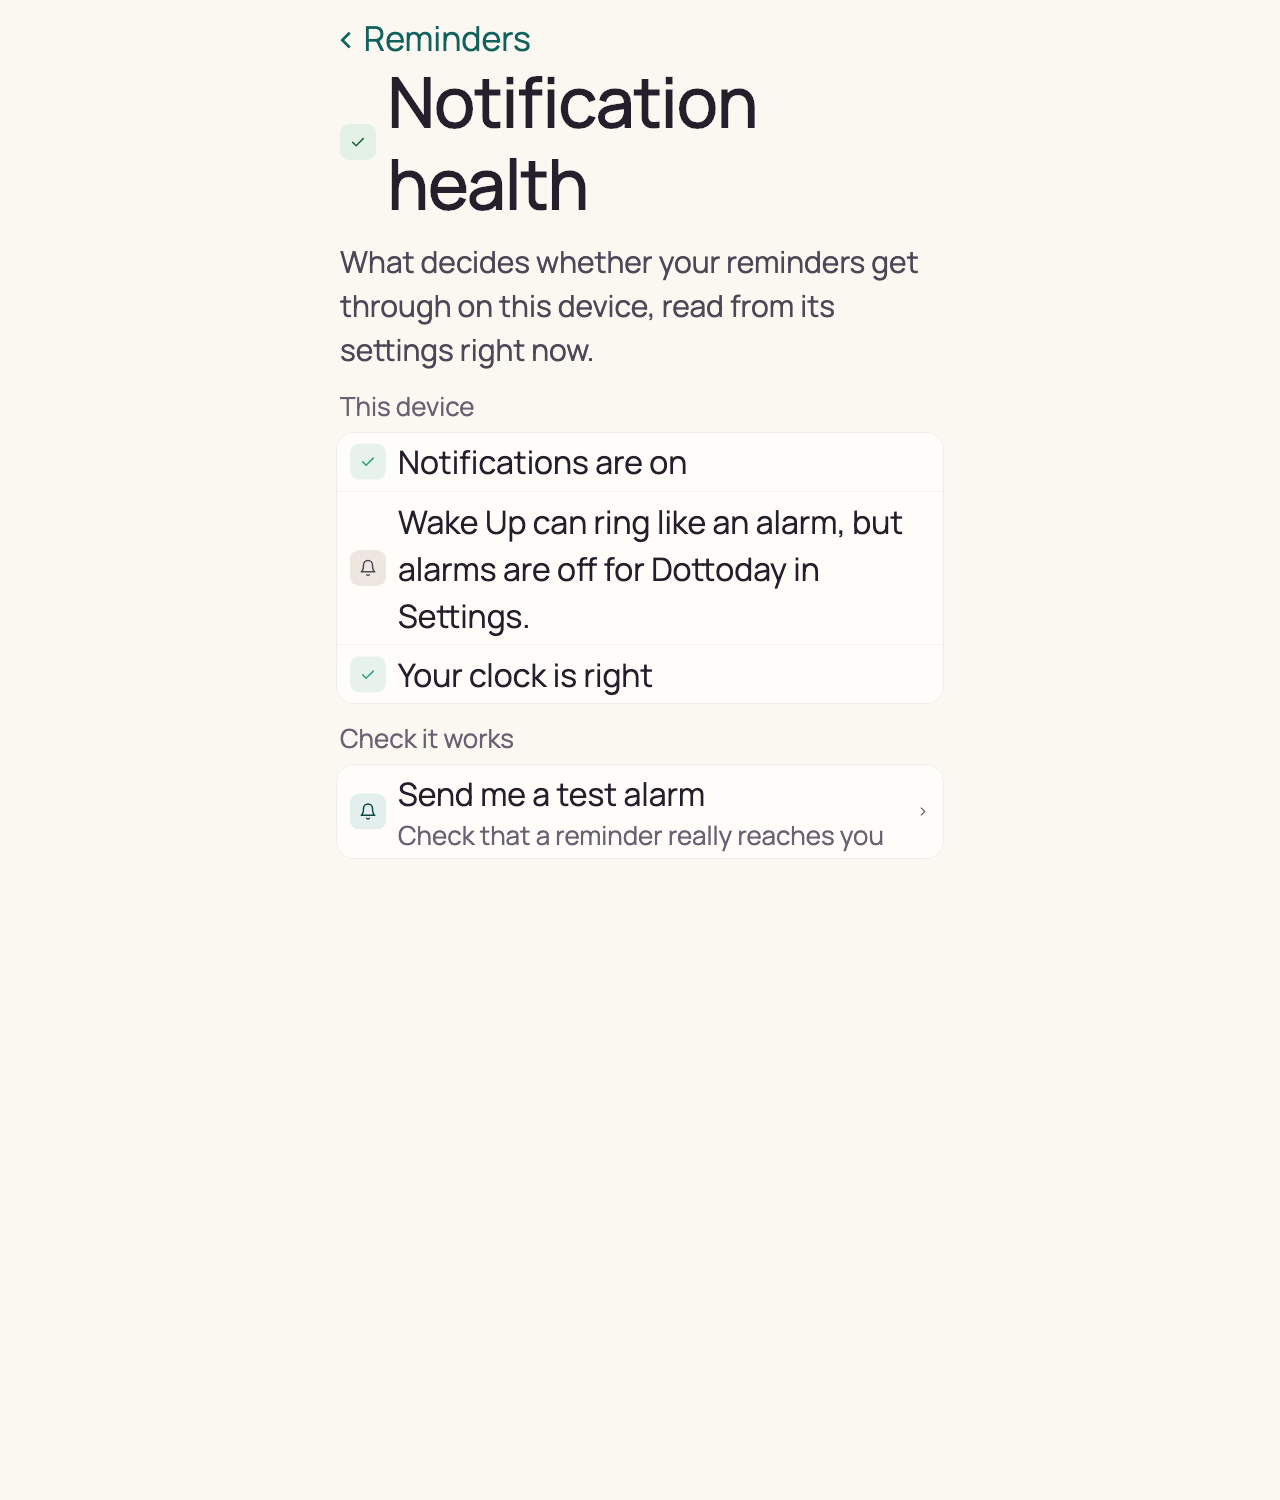 Reminders
Notification
health
What decides whether your reminders get
through on this device, read from its
settings right now.
This device
Notifications are on
Wake Up can ring like an alarm, but
alarms are off for Dottoday in
Settings.
Your clock is right
Check it works
Send me a test alarm
Check that a reminder really reaches you